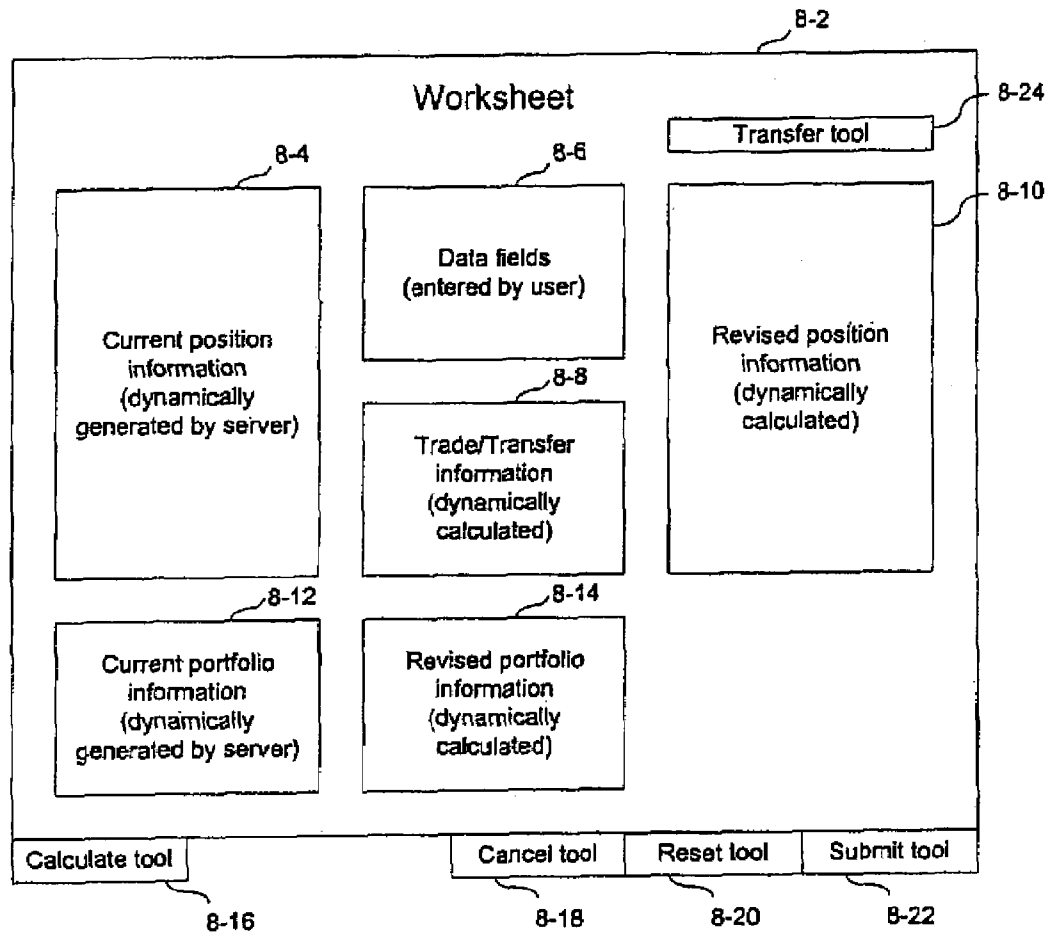 8-2
Worksheet
8-24
Transfer tool
8-4
8-6
8-10
Data fields
(entered by user)
Current position
information
(dynamically
generated by server)
Revised position
information
(dynamically
calculated)
8-8
Trade/Transfer
information
(dynamically
calculated)
8-12
8-14
Current portfolio
information
(dynamically
generated by server)
Revised portfolio
information
(dynamically
calculated)
Calculate tool
Cancel tool
Reset tool
Submit tool
8-16
8-18
8-20
8-22